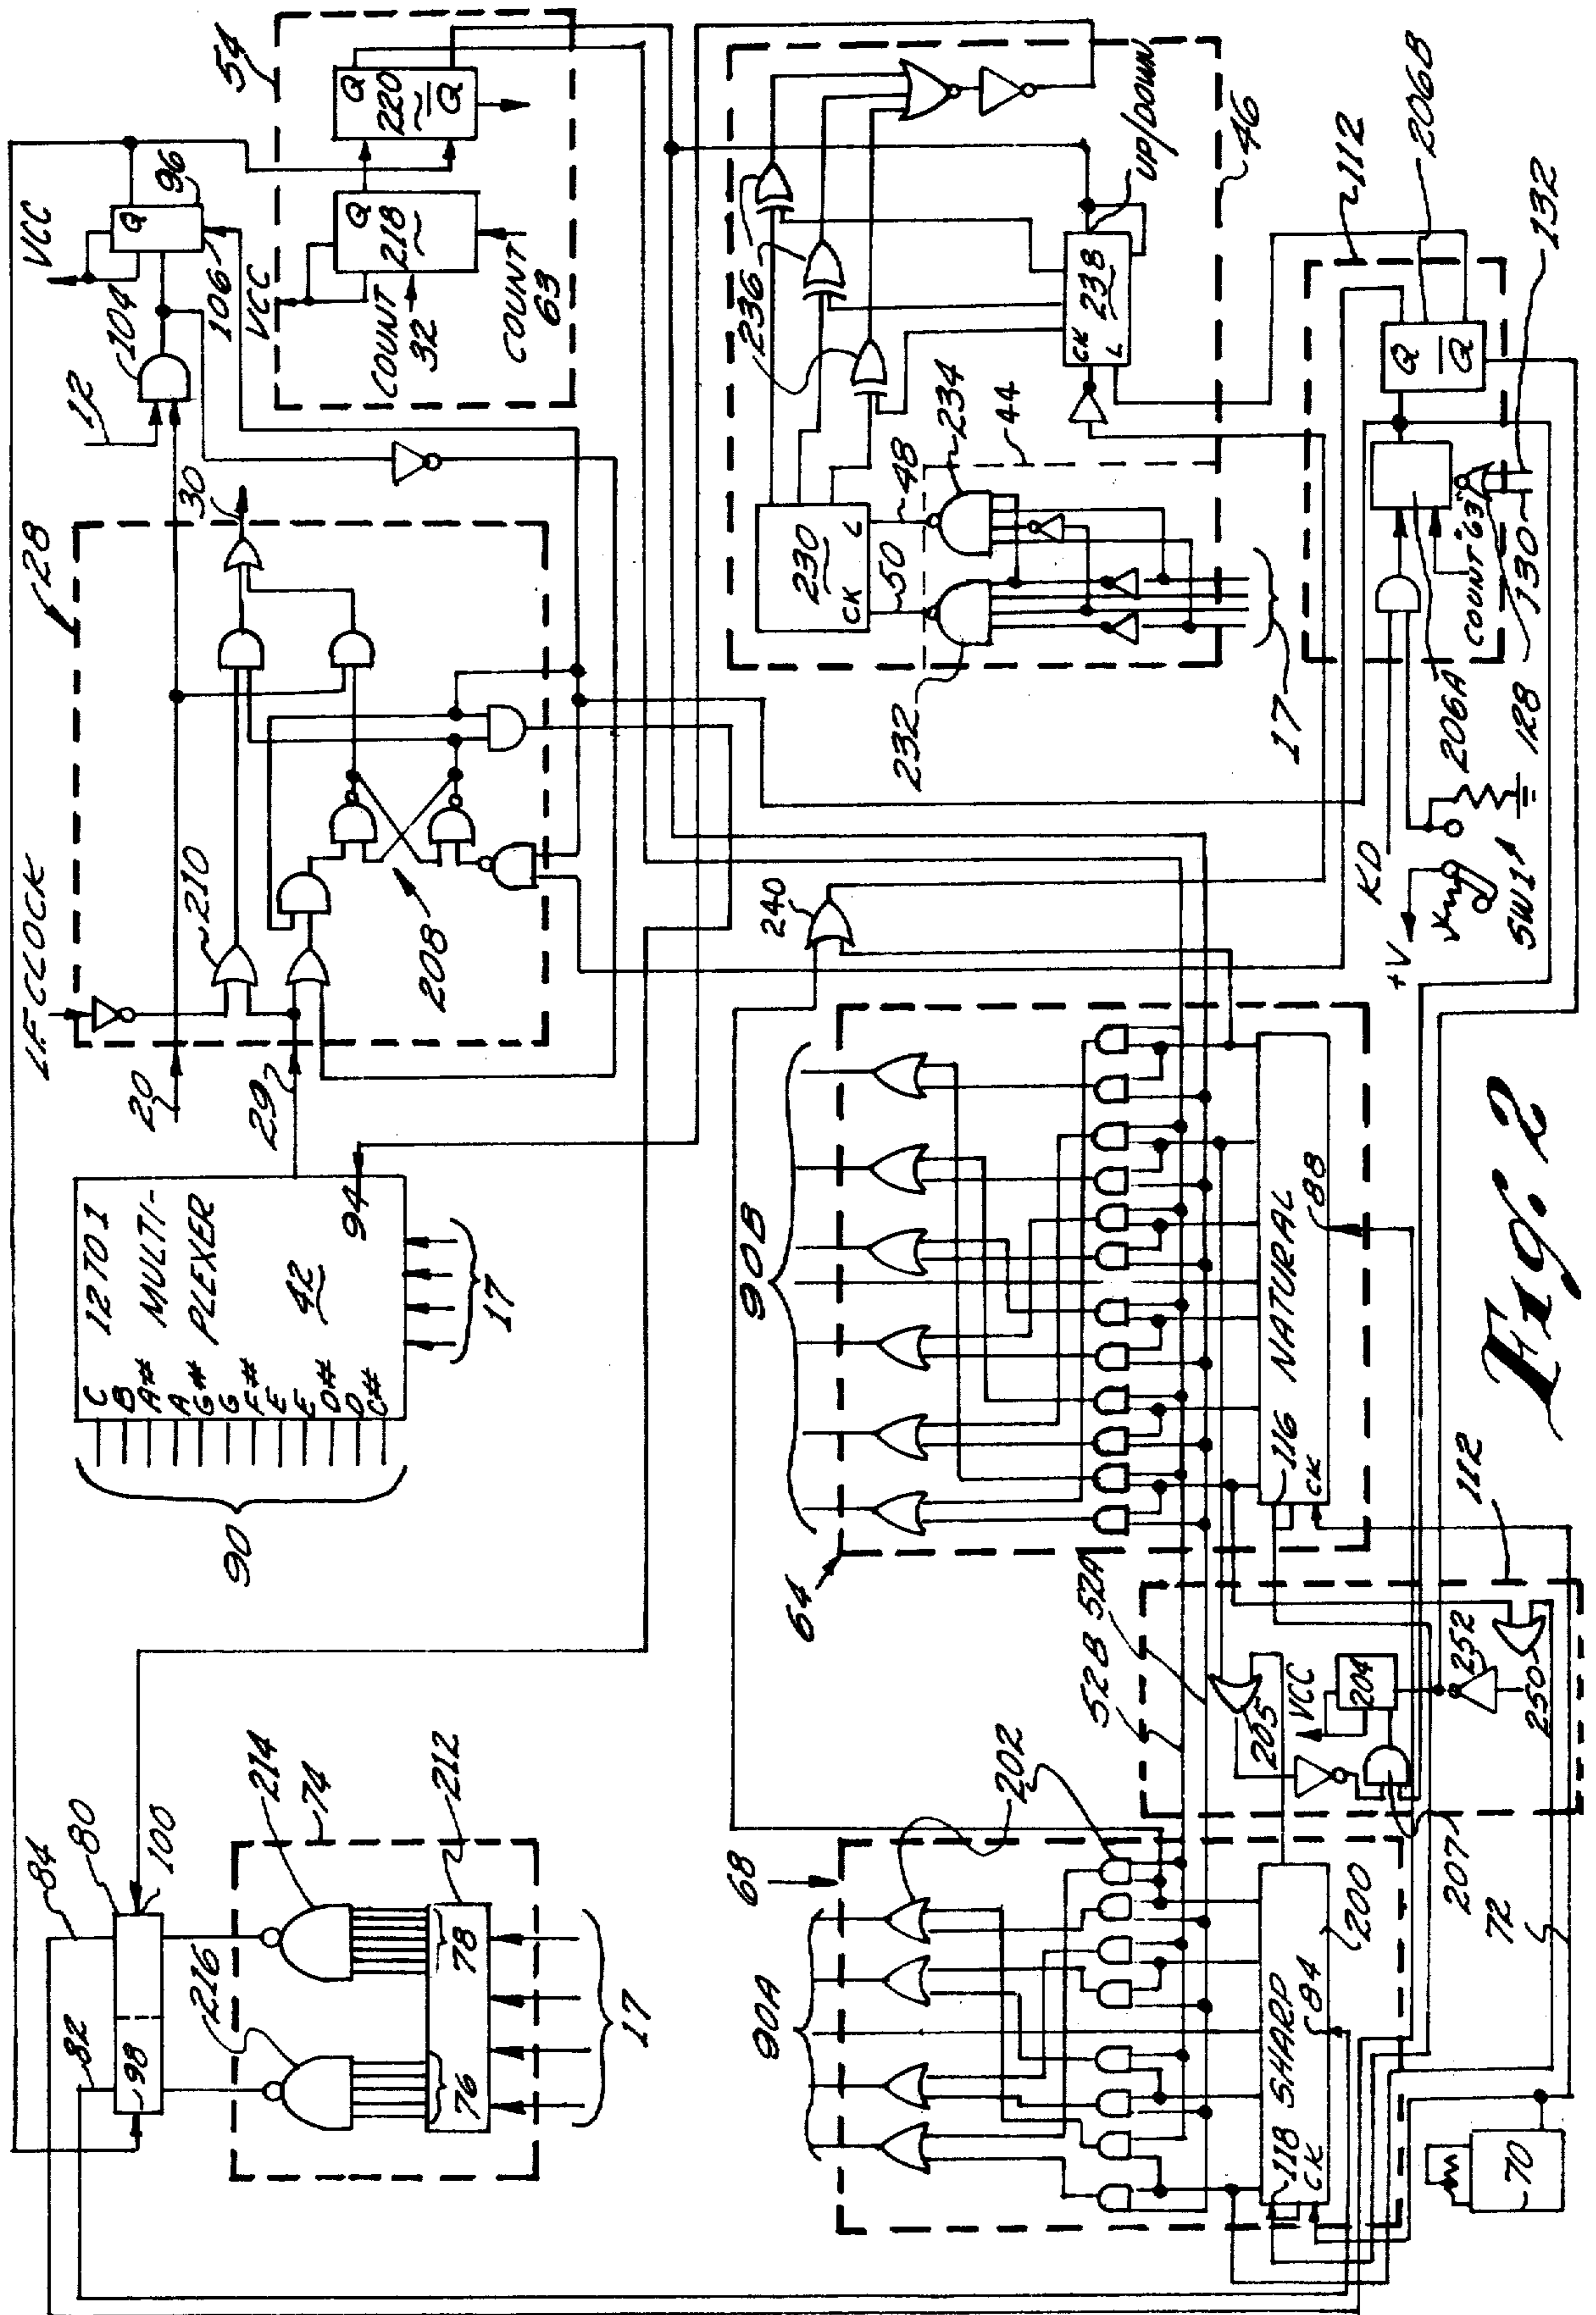 84
80
82
98
100
216
214
74
76
78
212
17
90
C
B
A#
A
G#
G
F#
E
E
D#
D
C#
12 TO 1
MULTI-
PLEXER
42
94
17
I.F. CLOCK
20
29
210
208
28
30
12
104
VCC
Q
96
106
54
VCC
Q
218
COUNT
32
COUNT
63
Q
220
Q
68
90A
202
118 SHARP
CK
84
200
70
72
207
64
90B
52B
52A
205
VCC
204
252
250
112
116 NATURAL
CK
88
240
236
230
CK
L
50
48
234
44
232
17
CK
L
238
UP/DOWN
46
KD
+V
SW1
206A
128
130
132
COUNT "63"
Q
Q
112
206B
Fig. 2